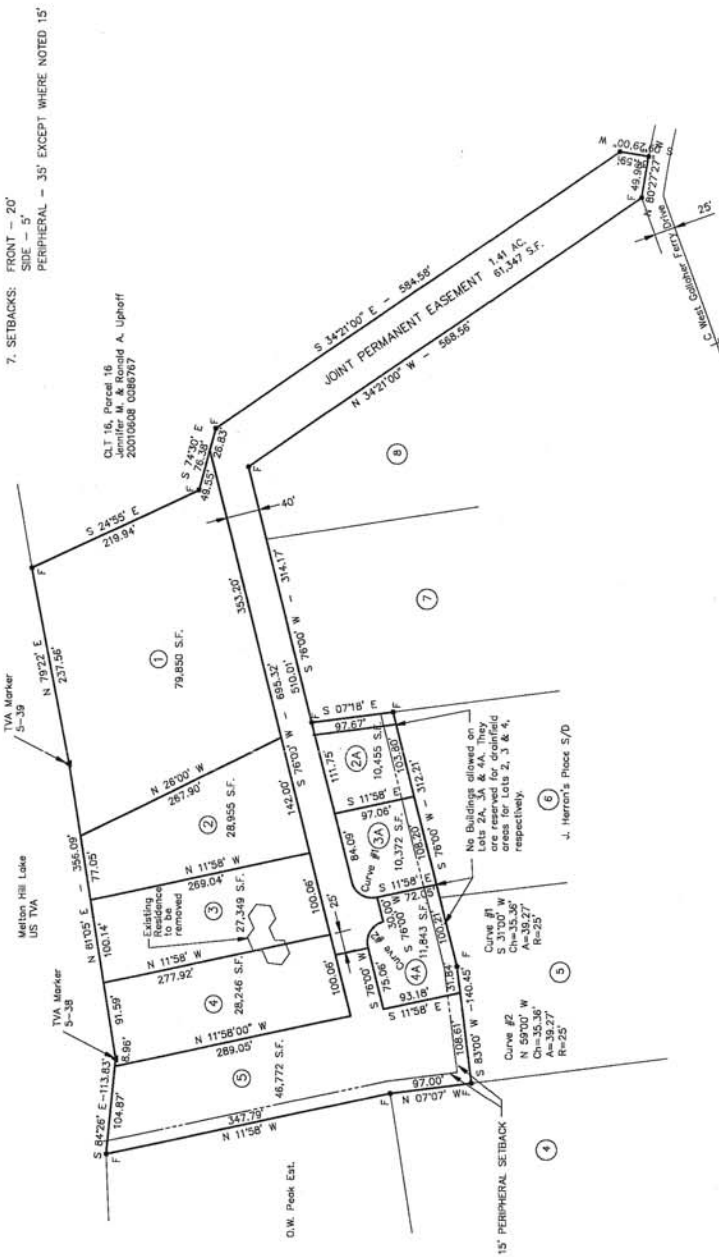 7. SETBACKS: FRONT – 20'
SIDE – 5'
PERIPHERAL – 35' EXCEPT WHERE NOTED 15'
CLT 16, Parcel 16
Jennifer M. & Ronald A. Uphoff
20010608 0086767
TVA Marker
5-39
Melton Hill Lake
US TVA
TVA Marker
5-38
S 84°26' E-113.83'
104.87'
8.96'
91.59'
100.14'
N 81°05' E - 356.09'
77.05'
N 79°22' E
237.56'
S 24°55' E
219.94'
S 74°30' E
76.38'
49.55'
26.83'
S 34°21'00" E - 584.58'
JOINT PERMANENT EASEMENT
1.41 AC.
61,347 S.F.
N 34°21'00" W - 568.56'
N 80°27'27" W
25'
West Gallaher Ferry Drive
1
79,850 S.F.
N 26°00' W
267.90'
2
28,955 S.F.
N 11°58' W
269.04'
Existing
Residence
to be
removed
3
27,349 S.F.
N 11°58' W
277.92'
4
28,246 S.F.
N 11°58'00" W
289.05'
5
46,772 S.F.
347.79'
N 11°58' W
O.W. Peak Est.
353.20'
S 76°00' W - 695.32'
142.00'
100.06'
100.06'
25'
40'
S 76°00' W - 314.17'
510.01'
S 07°18' E
97.67'
111.75'
2A
10,455 S.F.
103.80'
S 11°58' E
97.06'
84.09'
3A
10,372 S.F.
108.20'
Curve #1
S 11°58' E
72.05'
30.00'
S 76°00' W
Curve #2
S 76°00' W
75.06'
4A
11,843 S.F.
100.21'
S 11°58' E
93.18'
31.84'
S 76°00' W - 312.21'
108.61'
S 83°00' W -140.45'
97.00'
N 07°07' W
15' PERIPHERAL SETBACK
No Buildings allowed on
Lots 2A, 3A & 4A. They
are reserved for drainfield
areas for Lots 2, 3 & 4,
respectively.
Curve #1
S 31°00' W
Ch=35.36'
A=39.27'
R=25'
Curve #2
N 59°00' W
Ch=35.36'
A=39.27'
R=25'
J. Herron's Place S/D
4
5
6
7
8
F
F
F
F
F
F
F
F
F
F